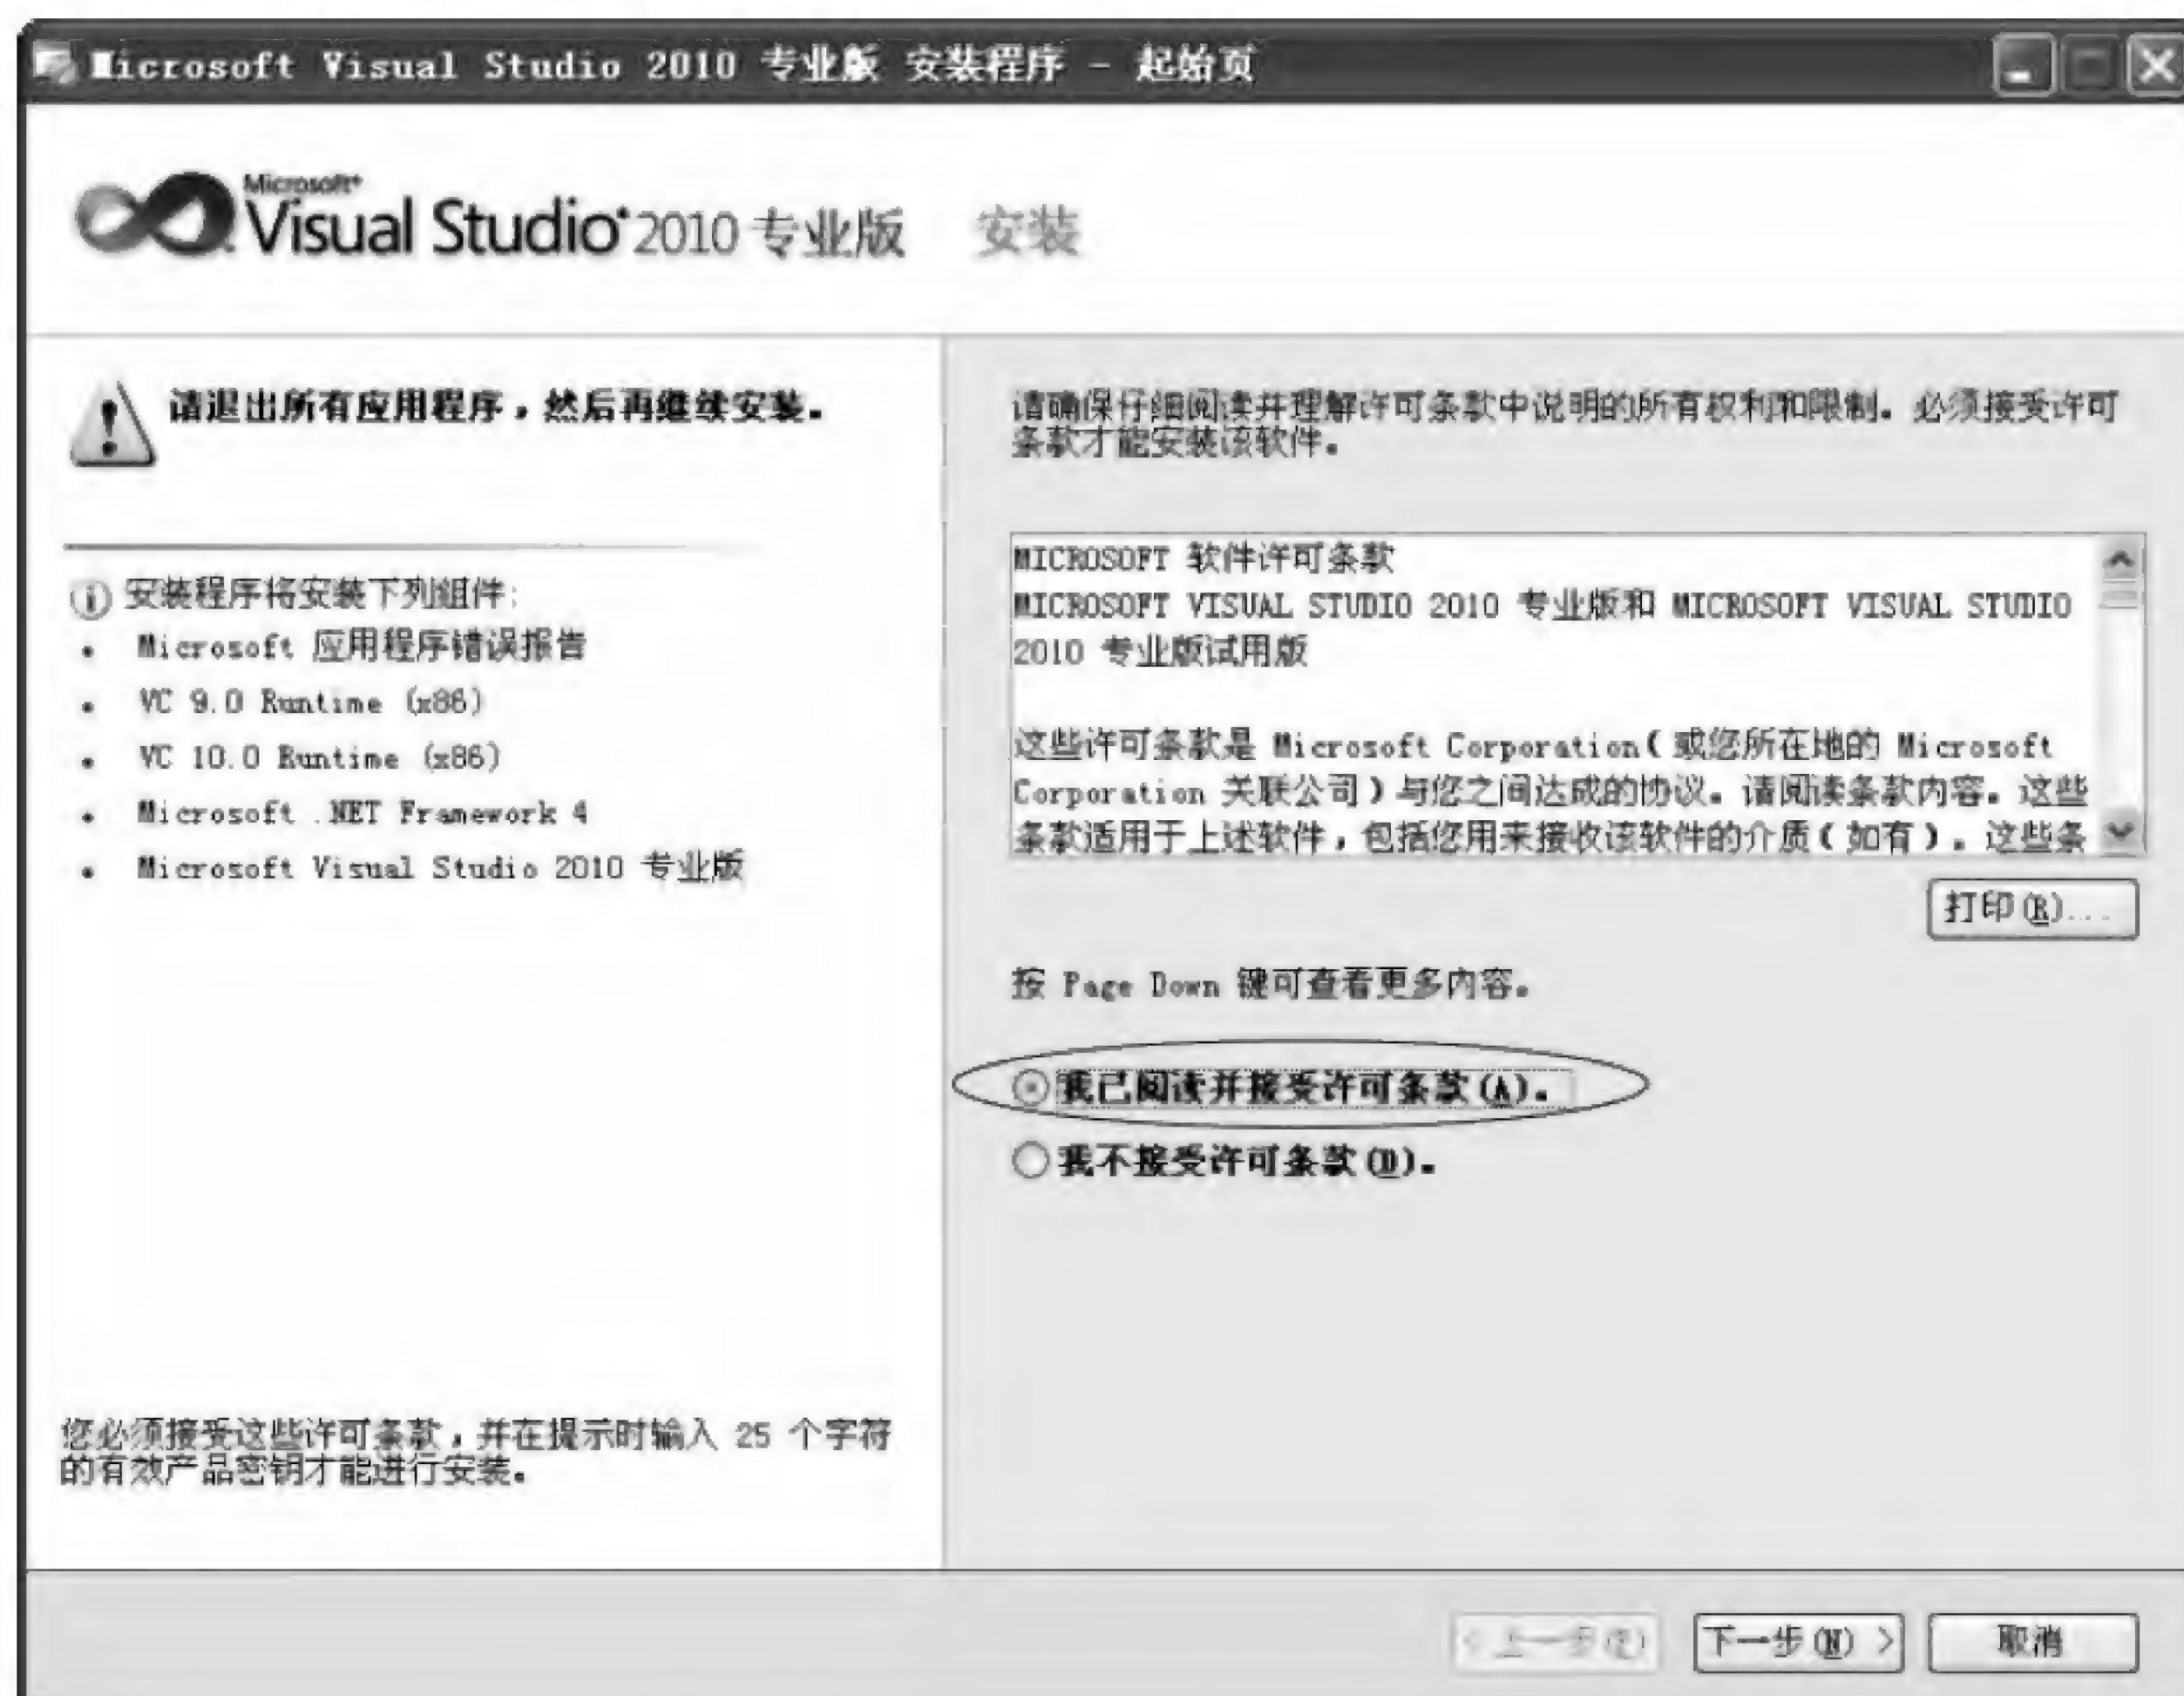 Microsoft Visual Studio 2010 专业版 安装程序 - 起始页
Microsoft
Visual Studio 2010 专业版 安装
请退出所有应用程序，然后再继续安装。
安装程序将安装下列组件:
• Microsoft 应用程序错误报告
• VC 9.0 Runtime (x86)
• VC 10.0 Runtime (x86)
• Microsoft .NET Framework 4
• Microsoft Visual Studio 2010 专业版
您必须接受这些许可条款，并在提示时输入 25 个字符
的有效产品密钥才能进行安装。
请确保仔细阅读并理解许可条款中说明的所有权利和限制。必须接受许可
条款才能安装该软件。
MICROSOFT 软件许可条款
MICROSOFT VISUAL STUDIO 2010 专业版和 MICROSOFT VISUAL STUDIO
2010 专业版试用版
这些许可条款是 Microsoft Corporation（或您所在地的 Microsoft
Corporation 关联公司）与您之间达成的协议。请阅读条款内容。这些
条款适用于上述软件，包括您用来接收该软件的介质（如有）。这些条
打印(R)...
按 Page Down 键可查看更多内容。
我已阅读并接受许可条款(A)。
我不接受许可条款(D)。
< 上一步(P) 下一步(N) > 取消